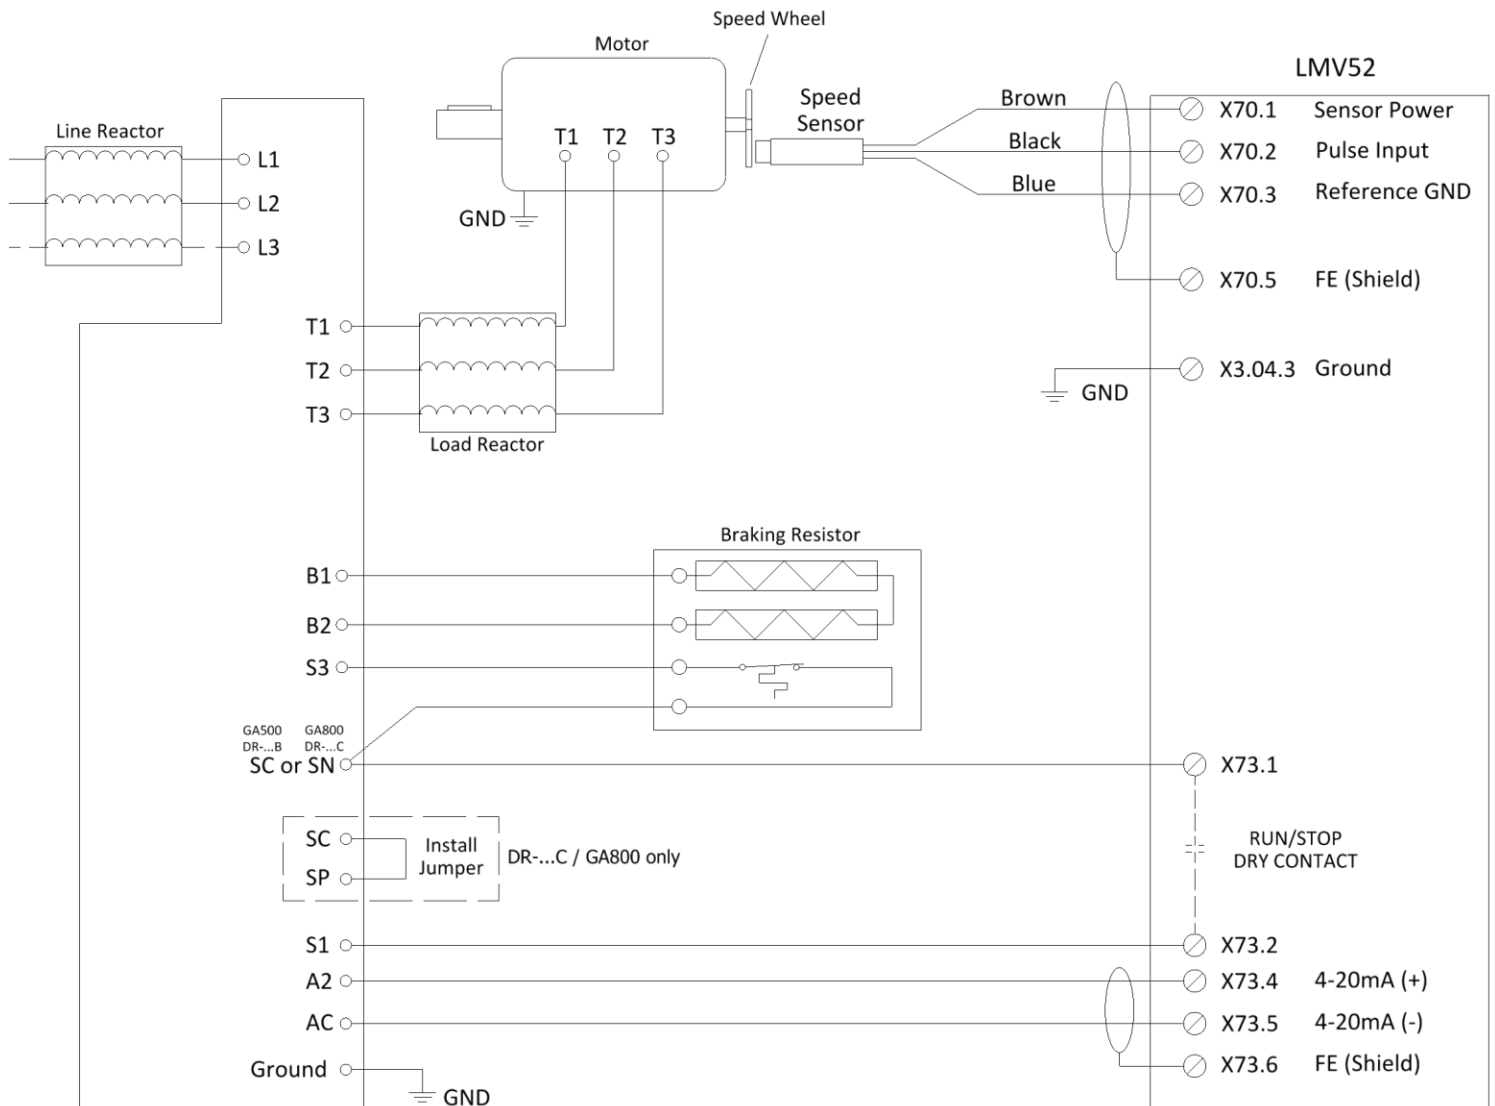 Speed Wheel
Motor
LMV52
Line Reactor
Speed
Sensor
Brown
X70.1 Sensor Power
T1 T2 T3
L1
Black
X70.2 Pulse Input
Blue
X70.3 Reference GND
L2
GND
L3
X70.5 FE (Shield)
T1
T2
X3.04.3 Ground
GND
T3
Load Reactor
Braking Resistor
B1
B2
S3
GA500 GA800
DR-...B DR-...C
SC or SN
X73.1
SC
Install
Jumper
SP
DR-...C / GA800 only
RUN/STOP
DRY CONTACT
S1
X73.2
A2
X73.4 4-20mA (+)
AC
X73.5 4-20mA (-)
Ground
X73.6 FE (Shield)
GND